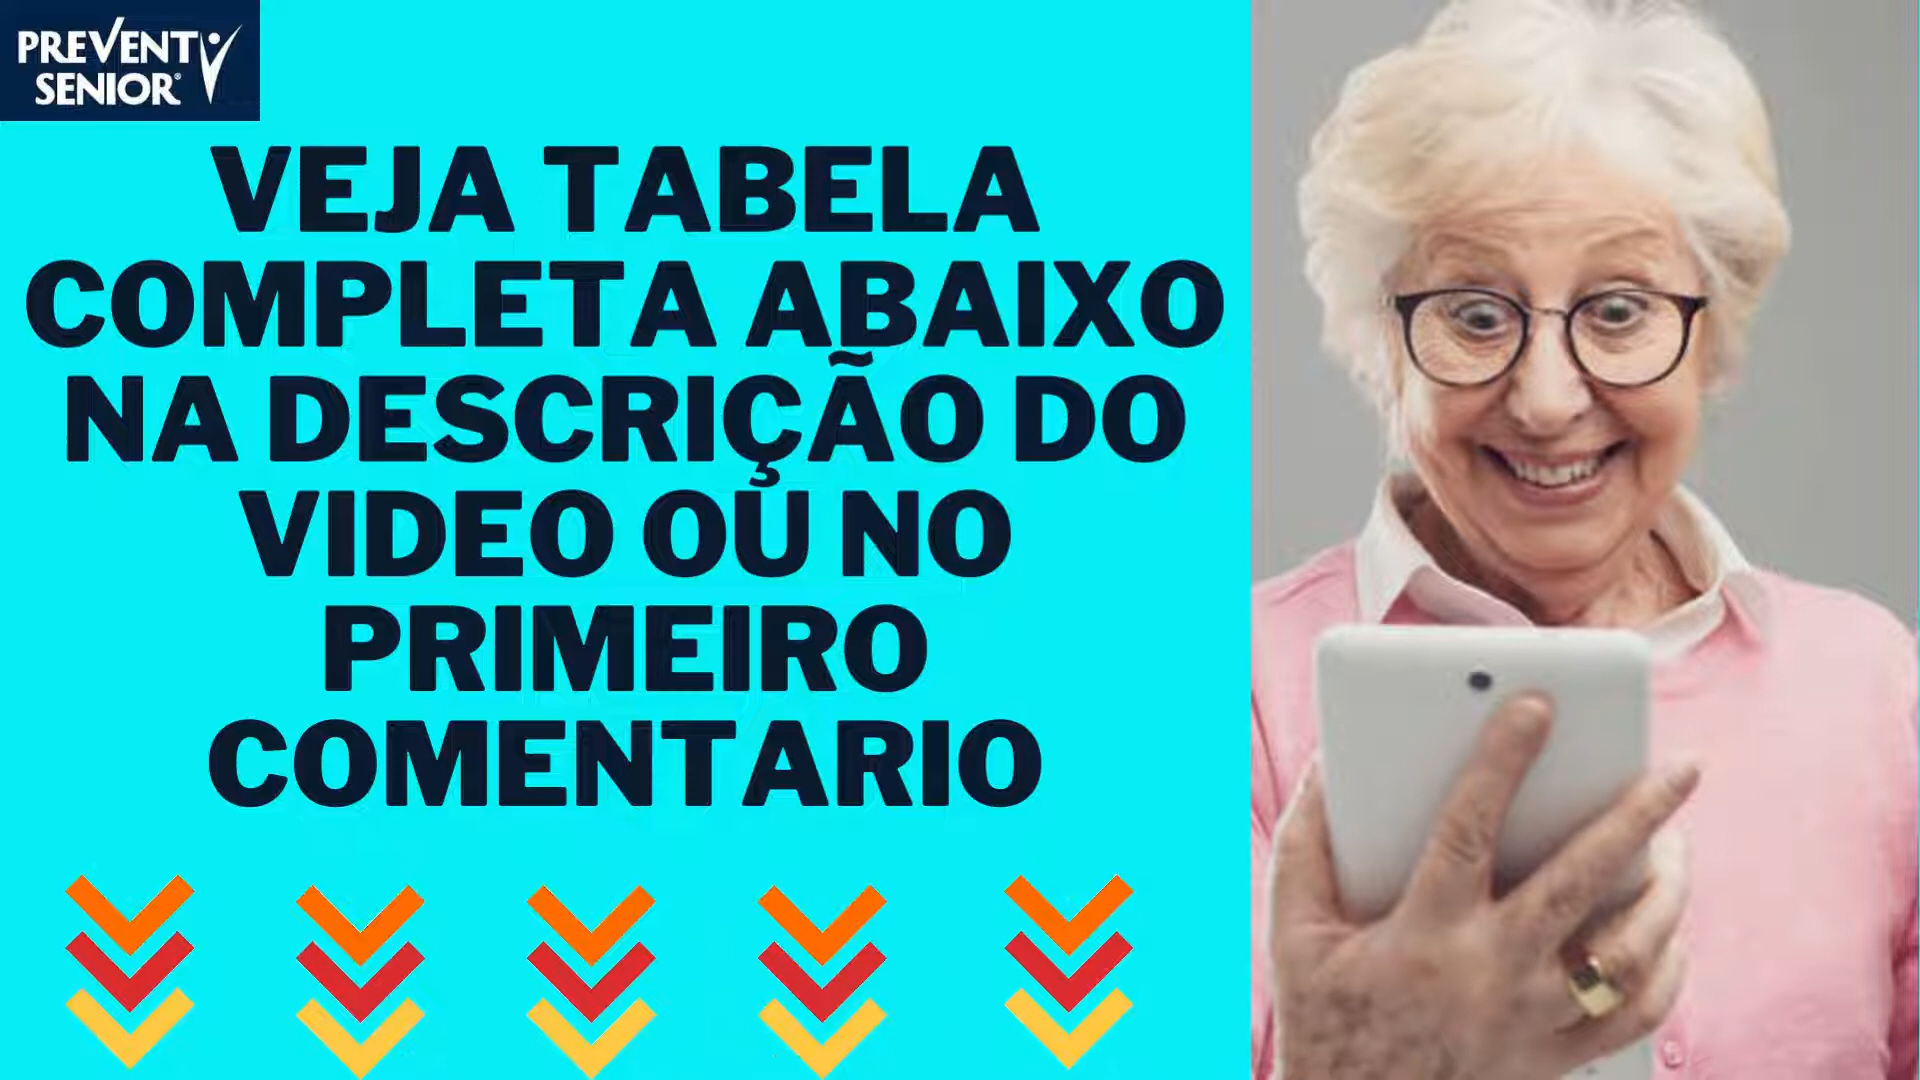 PREVENT
SENIOR®
VEJA TABELA
COMPLETA ABAIXO
NA DESCRIÇÃO DO
VIDEO OU NO
PRIMEIRO
COMENTARIO